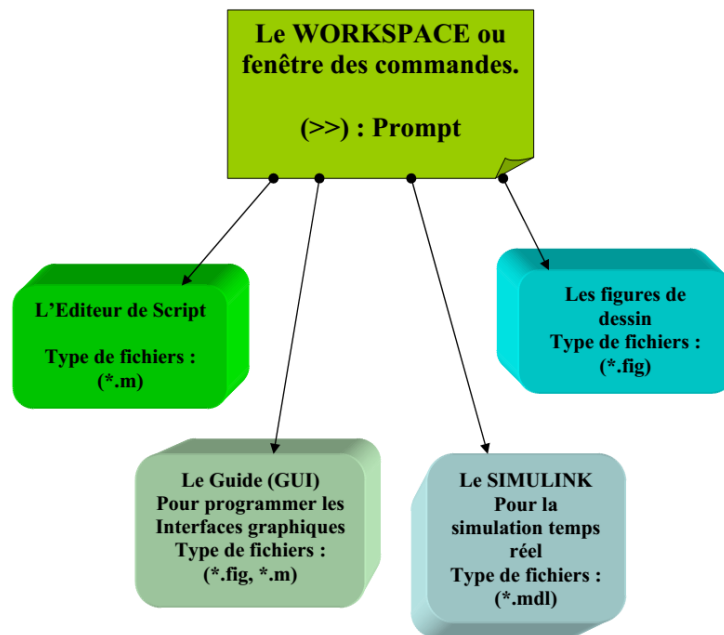 Le WORKSPACE ou
fenêtre des commandes.
(>>) : Prompt
L'Editeur de Script
Type de fichiers :
(*.m)
Les figures de
dessin
Type de fichiers :
(*.fig)
Le Guide (GUI)
Pour programmer les
Interfaces graphiques
Type de fichiers :
(*.fig, *.m)
Le SIMULINK
Pour la
simulation temps
réel
Type de fichiers :
(*.mdl)